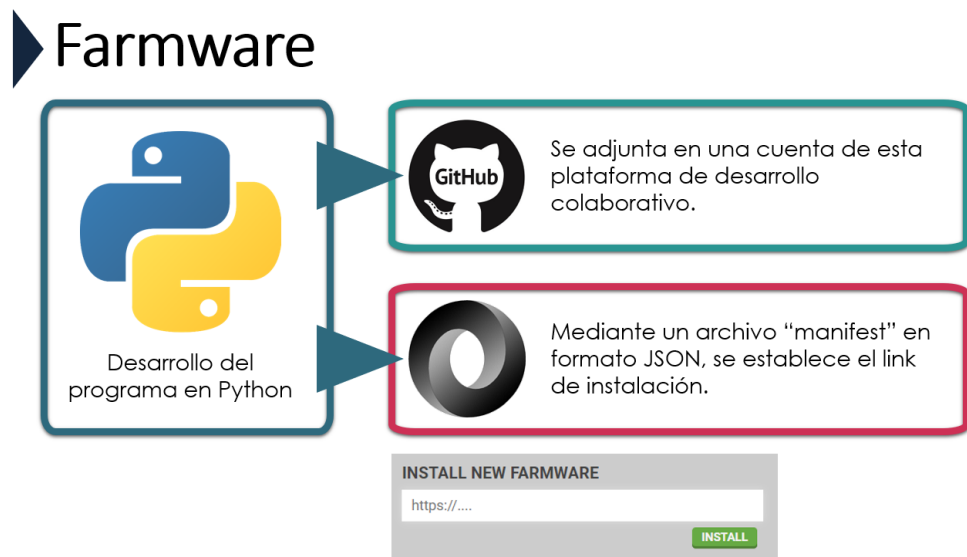 Farmware
Desarrollo del
programa en Python
GitHub
Se adjunta en una cuenta de esta
plataforma de desarrollo
colaborativo.
Mediante un archivo “manifest” en
formato JSON, se establece el link
de instalación.
INSTALL NEW FARMWARE
https://....
INSTALL